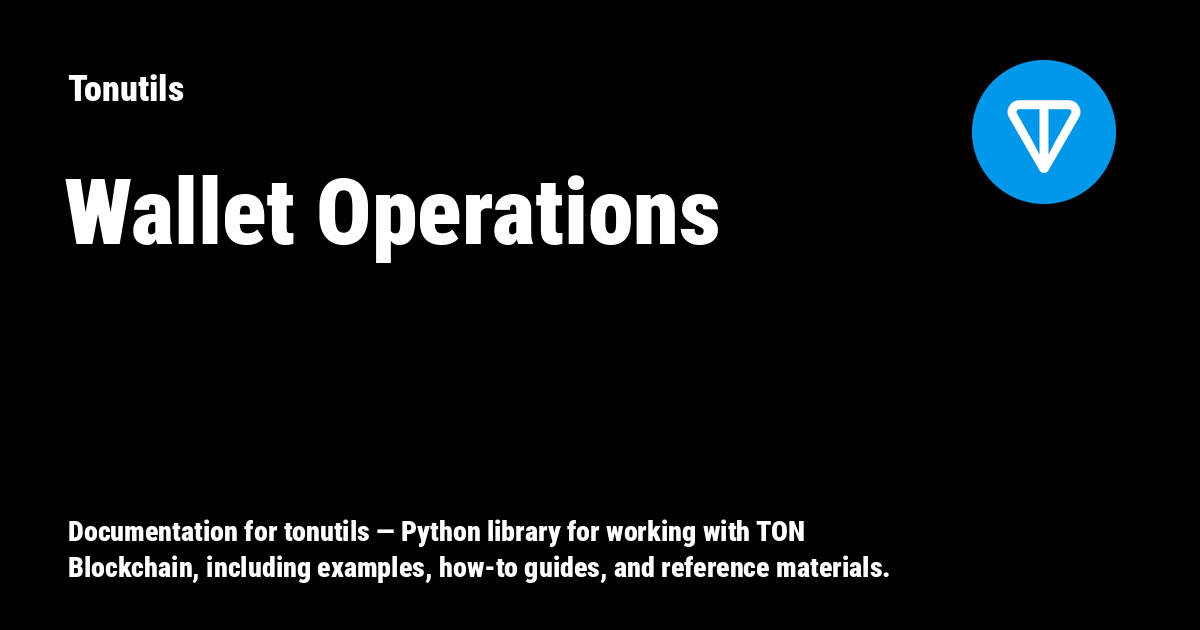 Tonutils
Wallet Operations
Documentation for tonutils — Python library for working with TON
Blockchain, including examples, how-to guides, and reference materials.